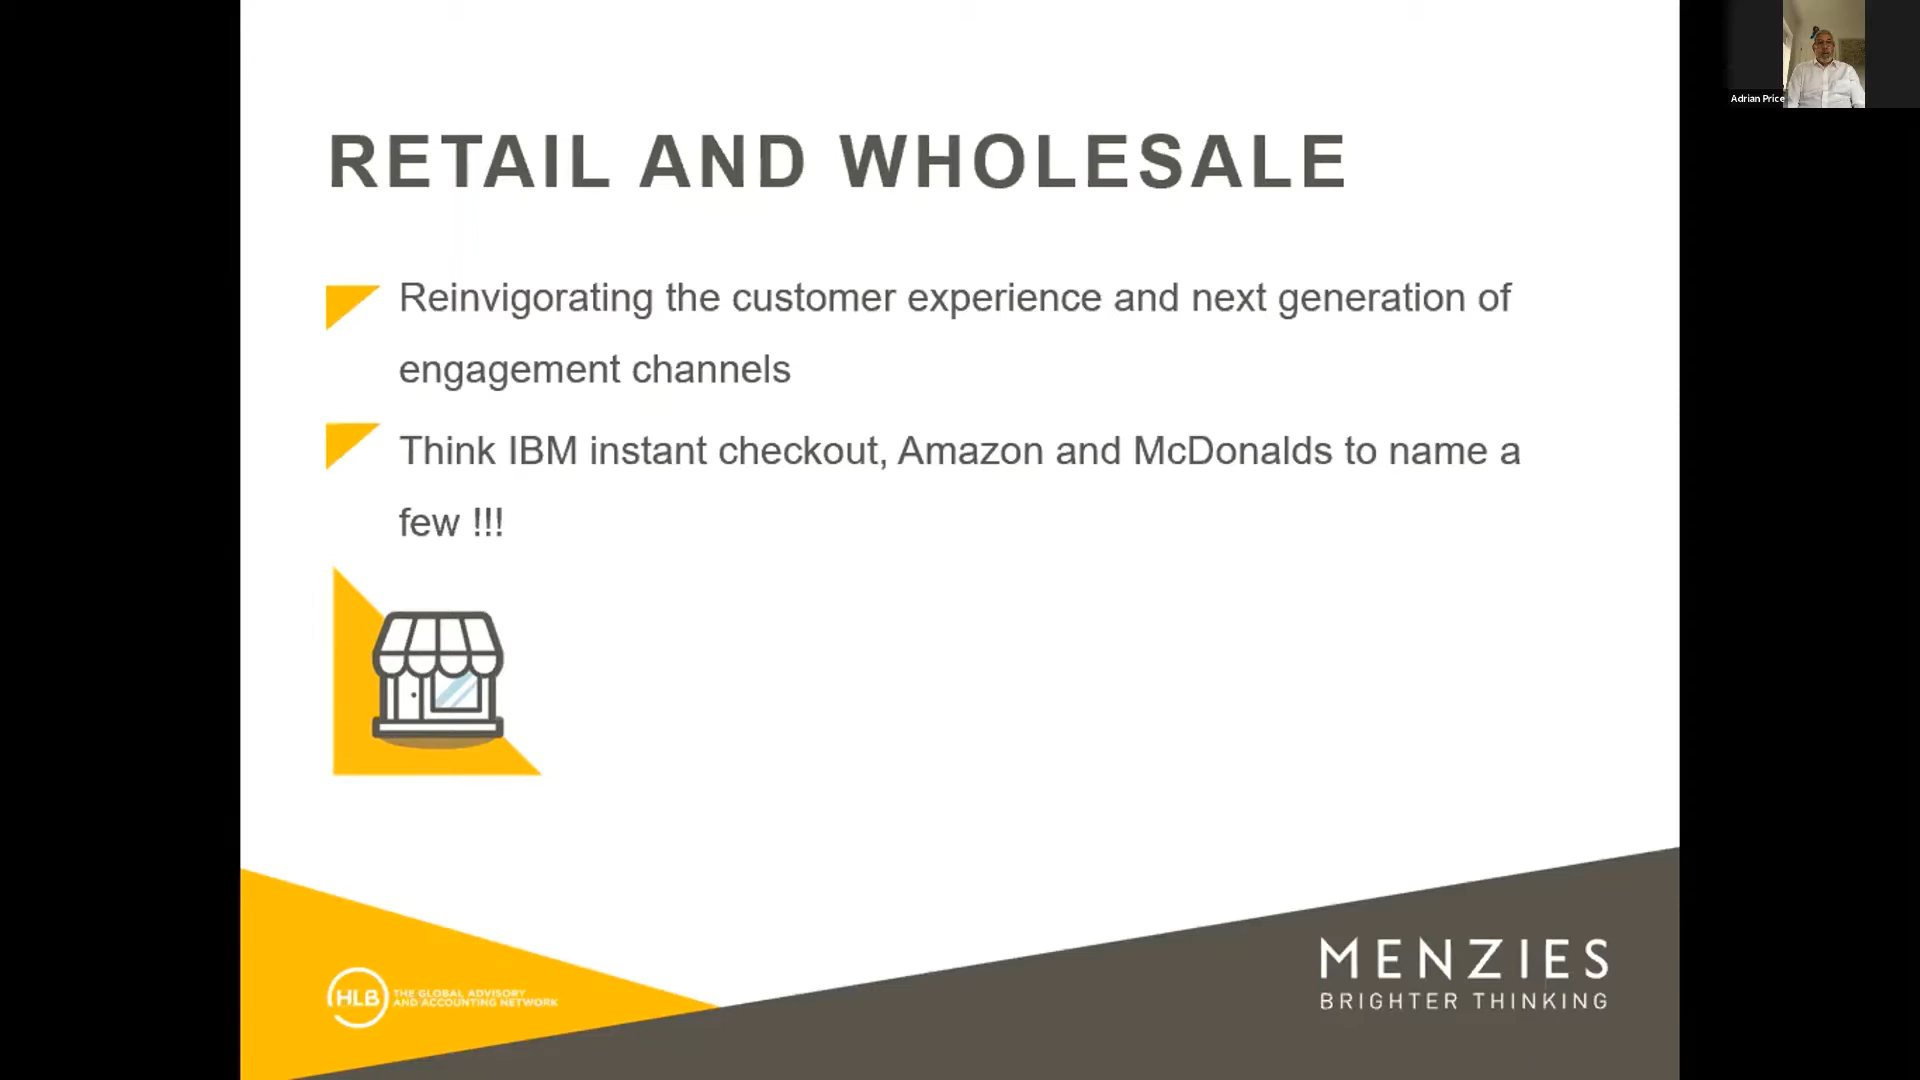 Adrian Price
RETAIL AND WHOLESALE
Reinvigorating the customer experience and next generation of
engagement channels
Think IBM instant checkout, Amazon and McDonalds to name a
few !!!
HLB
THE GLOBAL ADVISORY
AND ACCOUNTING NETWORK
MENZIES
BRIGHTER THINKING